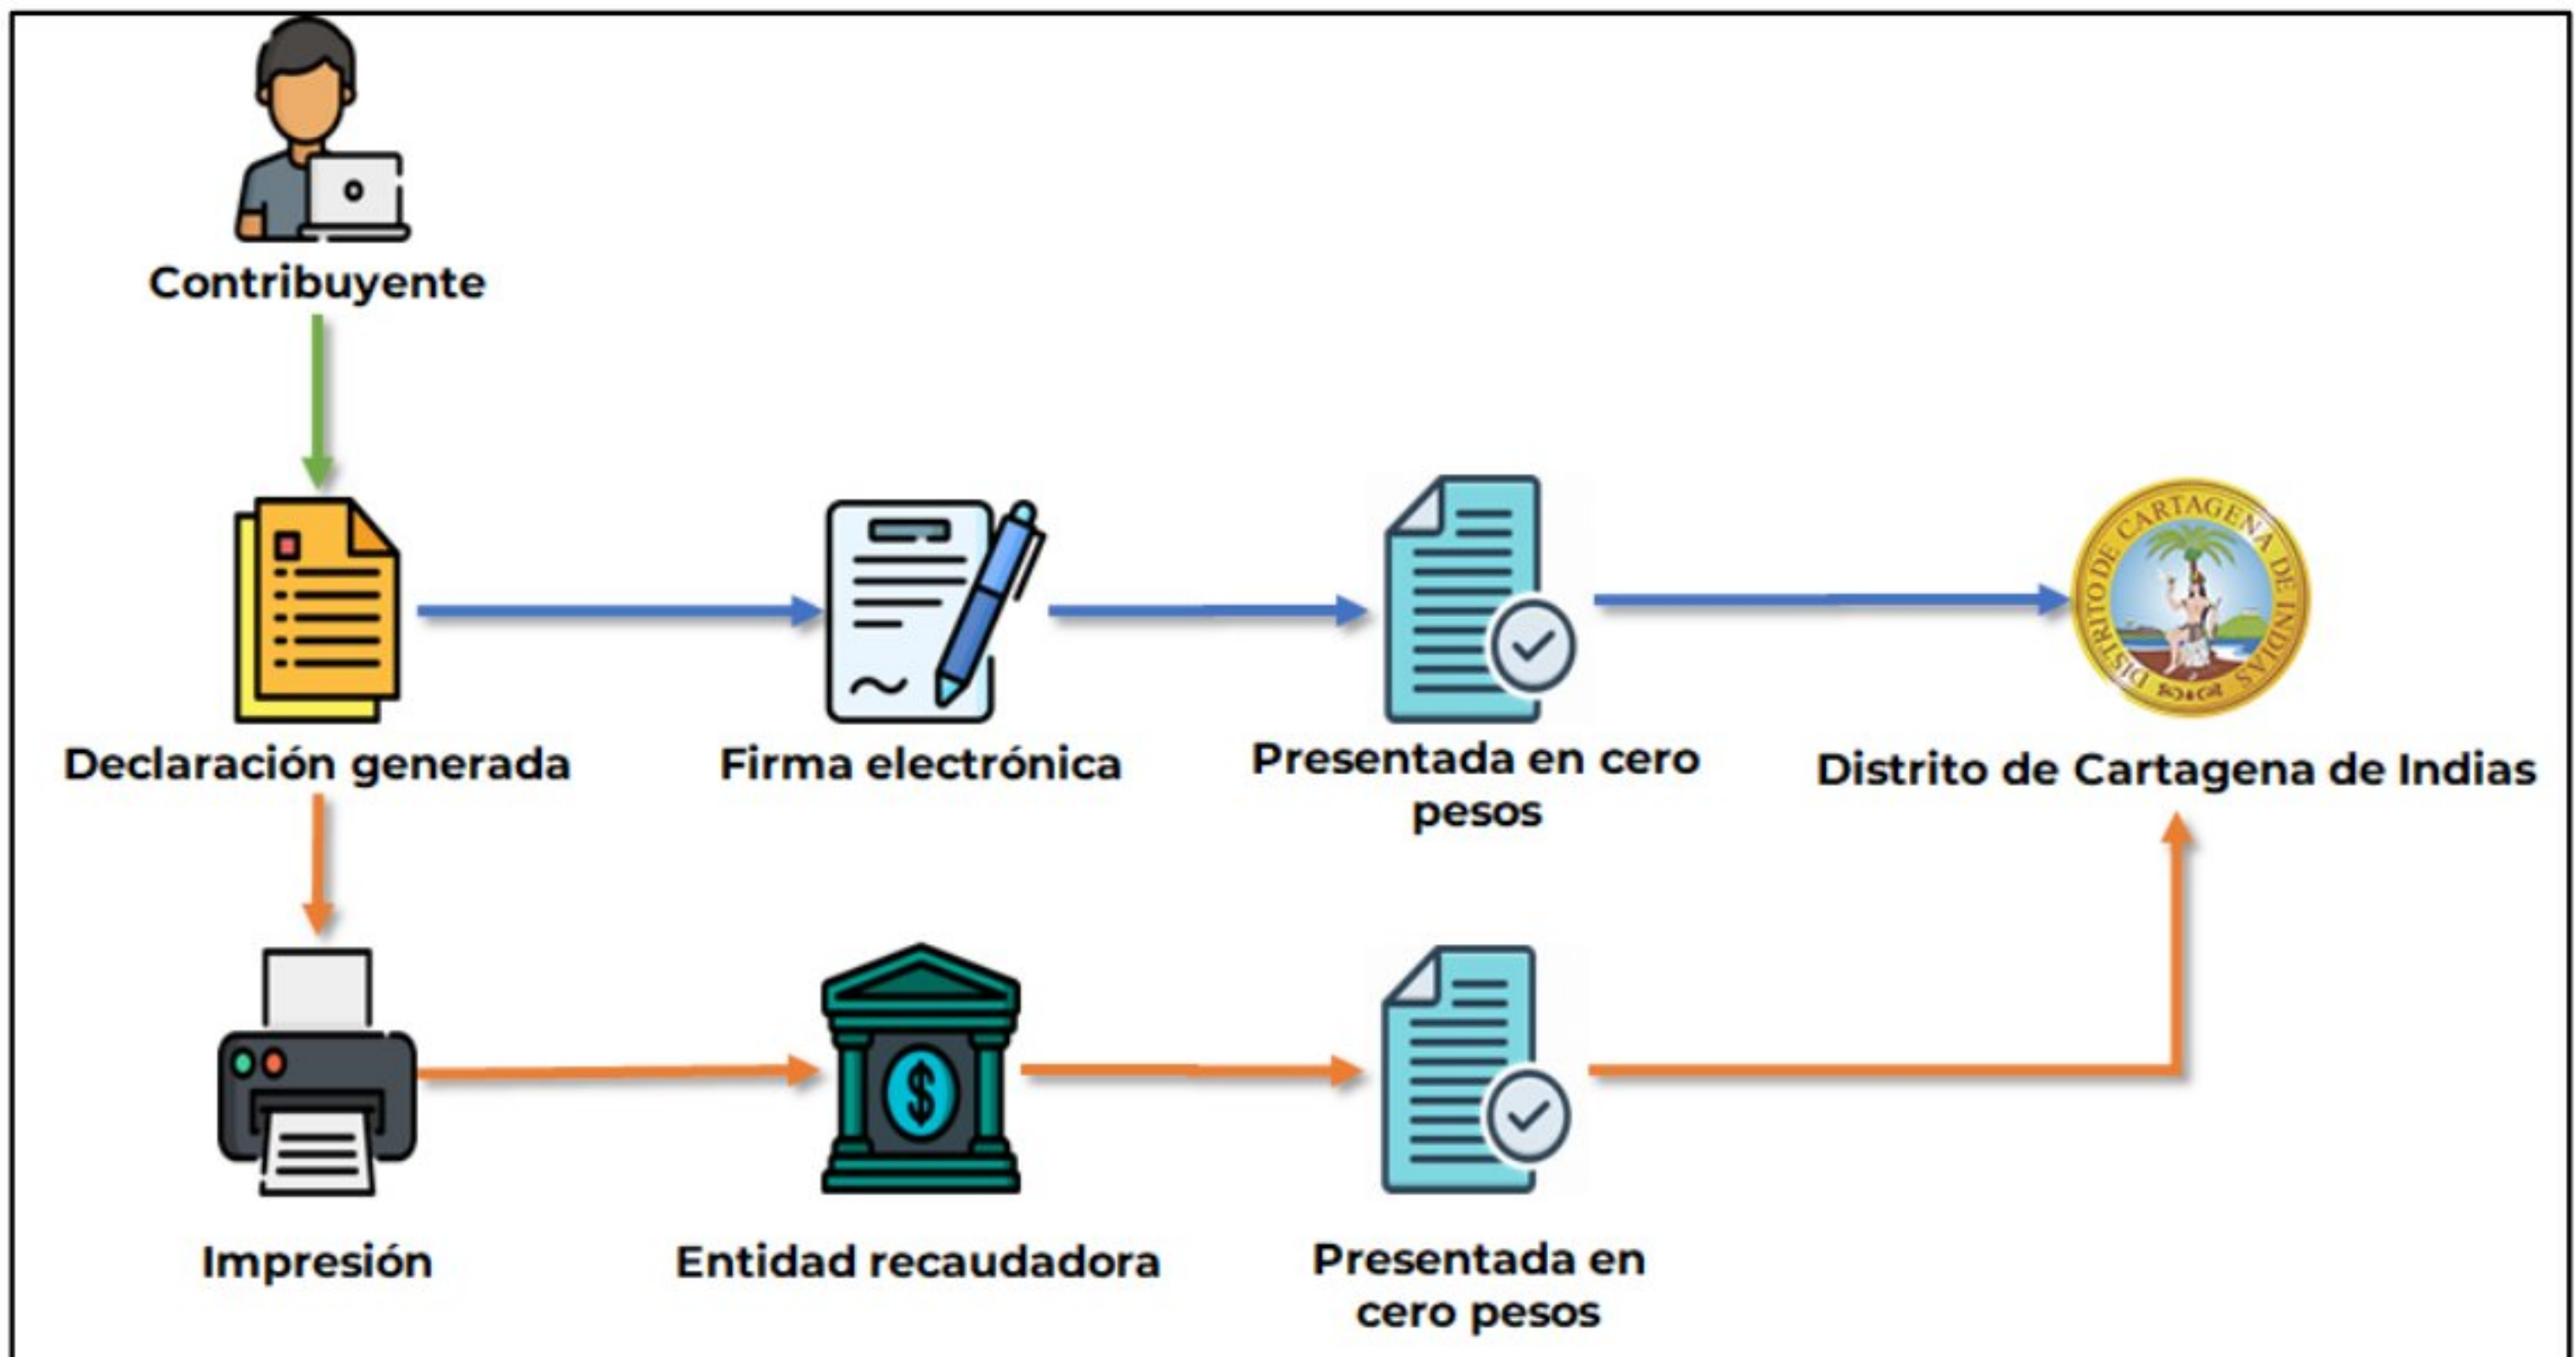 Contribuyente
Declaración generada
Firma electrónica
Presentada en cero
pesos
DISTRITO DE CARTAGENA DE INDIAS
Distrito de Cartagena de Indias
Impresión
Entidad recaudadora
Presentada en
cero pesos